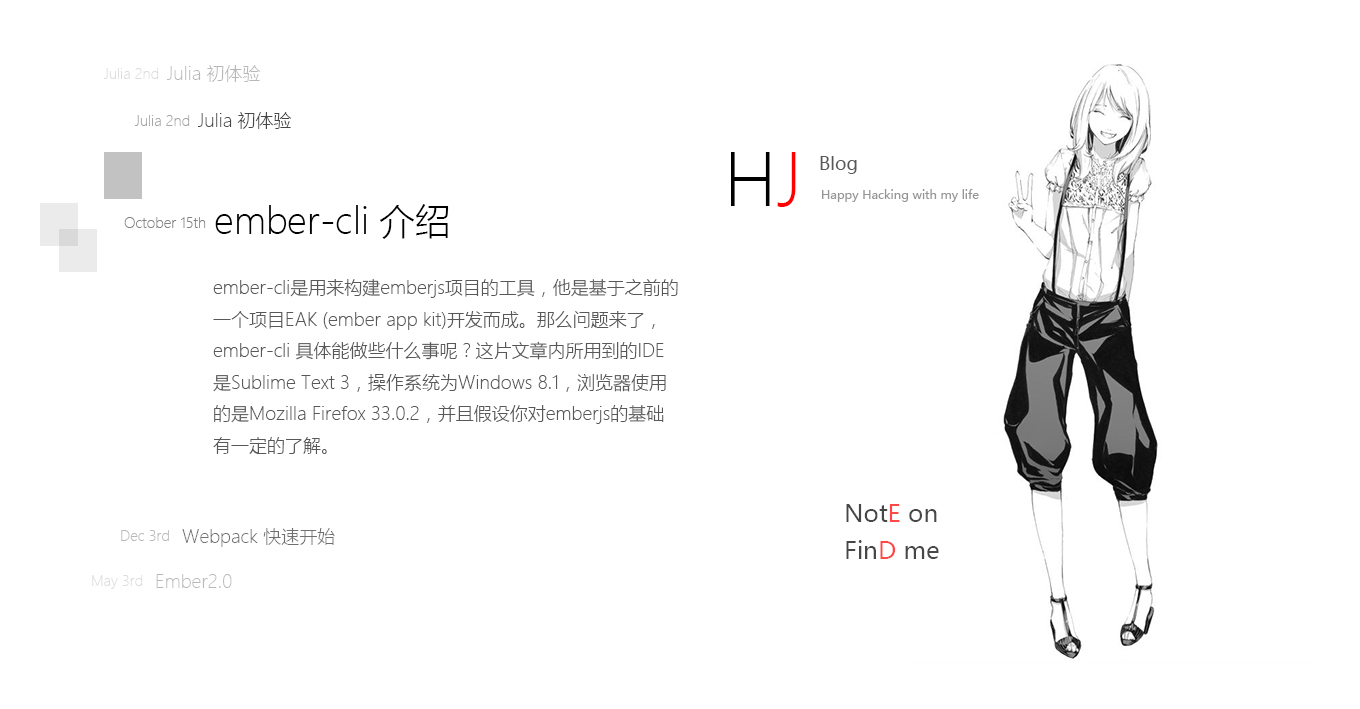 Julia 2nd Julia 初体验
Julia 2nd Julia 初体验
October 15th ember-cli 介绍
ember-cli是用来构建emberjs项目的工具，他是基于之前的
一个项目EAK (ember app kit)开发而成。那么问题来了，
ember-cli 具体能做些什么事呢？这片文章内所用到的IDE
是Sublime Text 3，操作系统为Windows 8.1，浏览器使用
的是Mozilla Firefox 33.0.2，并且假设你对emberjs的基础
有一定的了解。
Dec 3rd Webpack 快速开始
May 3rd Ember2.0
HJ Blog
Happy Hacking with my life
NotE on
FinD me